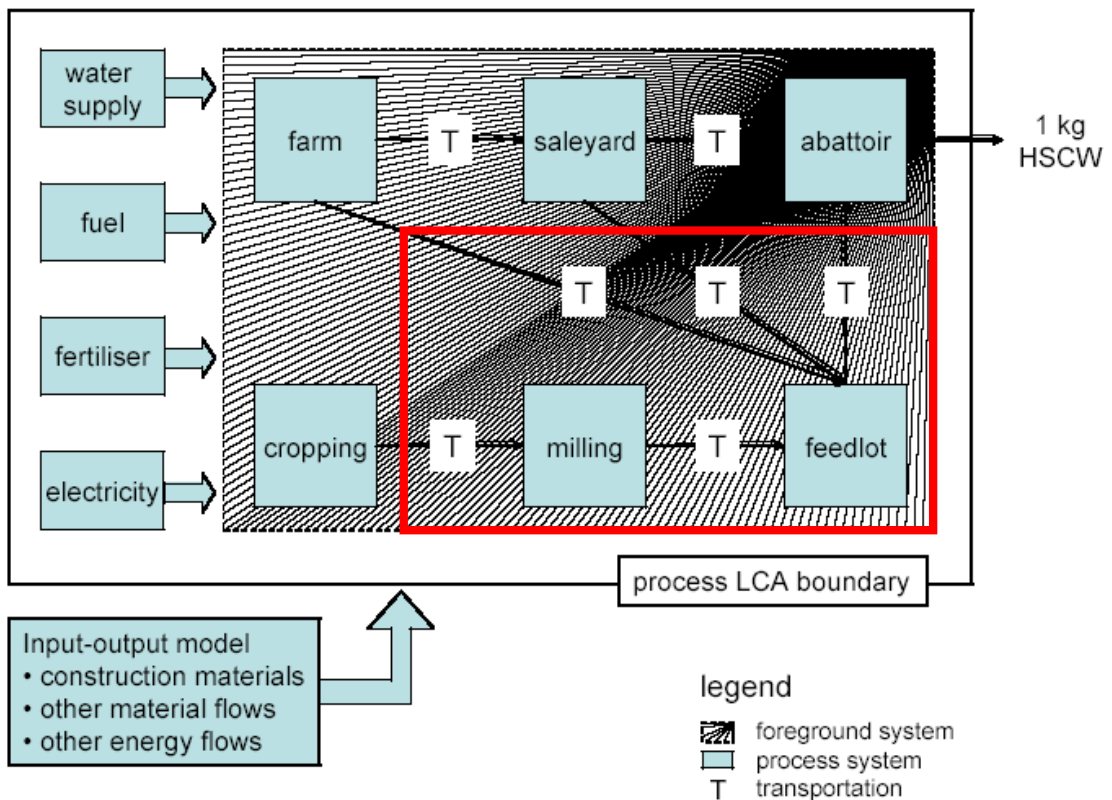 water
supply
fuel
fertiliser
electricity
farm
T
saleyard
T
abattoir
1 kg
HSCW
T
T
T
cropping
T
milling
T
feedlot
process LCA boundary
Input-output model
• construction materials
• other material flows
• other energy flows
legend
foreground system
process system
T transportation